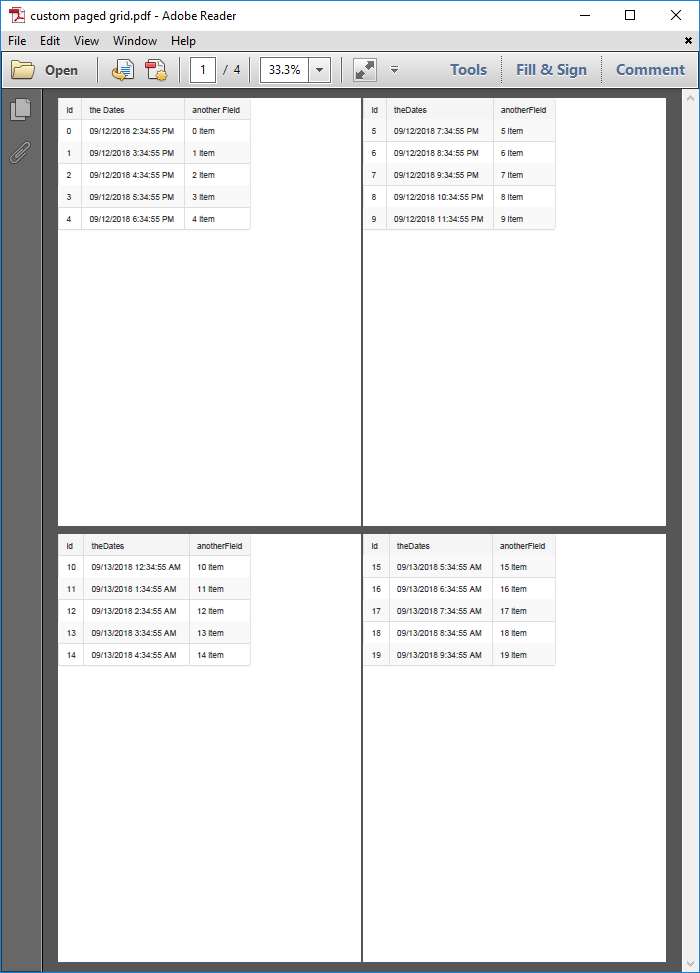 custom paged grid.pdf - Adobe Reader
File Edit View Window Help
Open 1 / 4 33.3% Tools Fill & Sign Comment
Id the Dates another Field
0 09/12/2018 2:34:55 PM 0 Item
1 09/12/2018 3:34:55 PM 1 Item
2 09/12/2018 4:34:55 PM 2 Item
3 09/12/2018 5:34:55 PM 3 Item
4 09/12/2018 6:34:55 PM 4 Item
Id theDates anotherField
5 09/12/2018 7:34:55 PM 5 Item
6 09/12/2018 8:34:55 PM 6 Item
7 09/12/2018 9:34:55 PM 7 Item
8 09/12/2018 10:34:55 PM 8 Item
9 09/12/2018 11:34:55 PM 9 Item
Id theDates anotherField
10 09/13/2018 12:34:55 AM 10 Item
11 09/13/2018 1:34:55 AM 11 Item
12 09/13/2018 2:34:55 AM 12 Item
13 09/13/2018 3:34:55 AM 13 Item
14 09/13/2018 4:34:55 AM 14 Item
Id theDates anotherField
15 09/13/2018 5:34:55 AM 15 Item
16 09/13/2018 6:34:55 AM 16 Item
17 09/13/2018 7:34:55 AM 17 Item
18 09/13/2018 8:34:55 AM 18 Item
19 09/13/2018 9:34:55 AM 19 Item